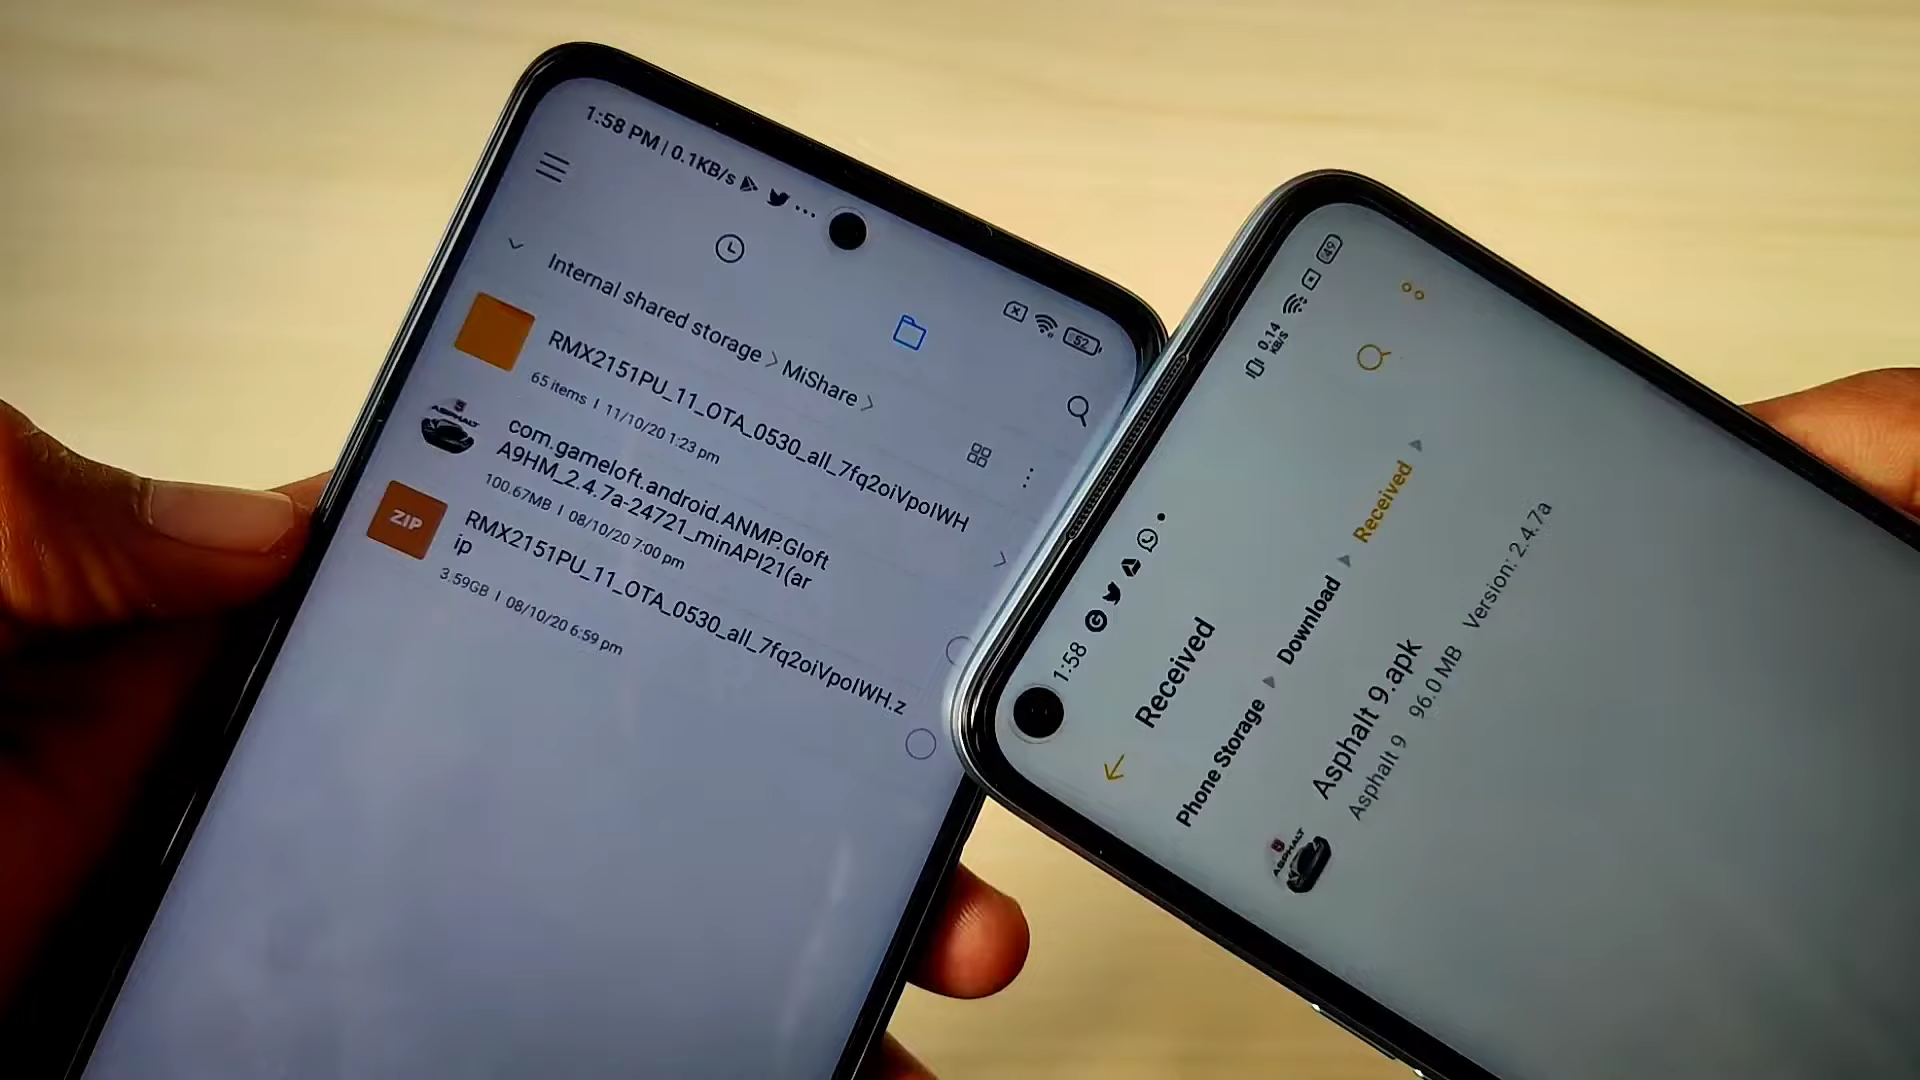 1:58 PM | 0.1KB/s ...
52
Internal shared storage > MiShare >
RMX2151PU_11_OTA_0530_all_7fq2oiVpoIWH
65 items | 11/10/20 1:23 pm
ASPHALT
com.gameloft.android.ANMP.Gloft
A9HM_2.4.7a-24721_minAPI21(ar
100.67MB | 08/10/20 7:00 pm
ZIP
RMX2151PU_11_OTA_0530_all_7fq2oiVpoIWH.z
ip
3.59GB | 08/10/20 6:59 pm
1:58
0.14
KB/s
49
Received
Phone Storage
Download
Received
ASPHALT
Asphalt 9.apk
Asphalt 9 96.0 MB Version: 2.4.7a